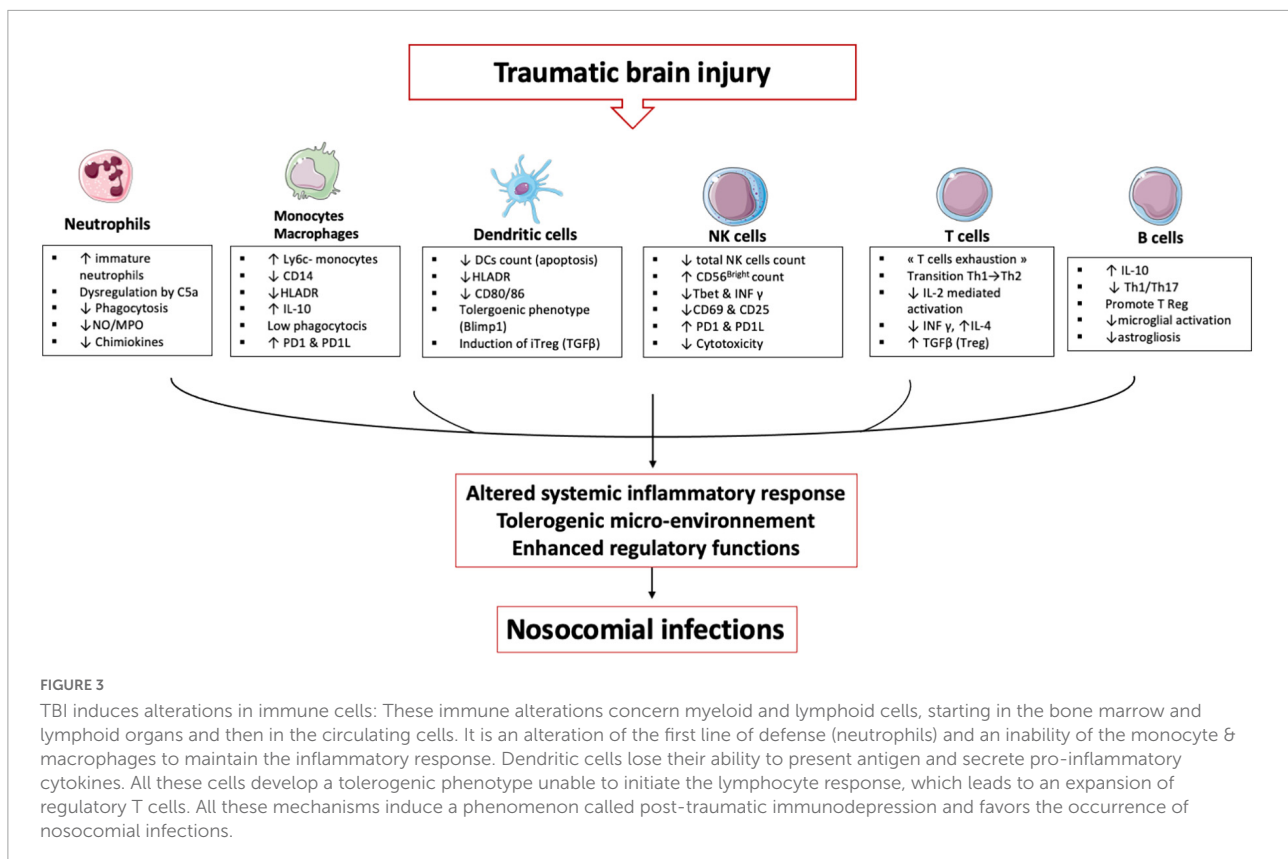 Traumatic brain injury
Neutrophils
▪ ↑ immature
neutrophils
▪ Dysregulation by C5a
▪ ↓ Phagocytosis
▪ ↓NO/MPO
▪ ↓ Chimiokines
Monocytes
Macrophages
▪ ↑ Ly6c- monocytes
▪ ↓ CD14
▪ ↓HLADR
▪ ↑ IL-10
▪ Low phagocytocis
▪ ↑ PD1 & PD1L
Dendritic cells
▪ ↓ DCs count (apoptosis)
▪ ↓HLADR
▪ ↓ CD80/86
▪ Tolergoenic phenotype
(Blimp1)
▪ Induction of iTreg (TGFβ)
NK cells
▪ ↓ total NK cells count
▪ ↑ CD56Bright count
▪ ↓Tbet & INF γ
▪ ↓CD69 & CD25
▪ ↑ PD1 & PD1L
▪ ↓ Cytotoxicity
T cells
▪ « T cells exhaustion »
▪ Transition Th1→Th2
▪ ↓ IL-2 mediated
activation
▪ ↓ INF γ, ↑IL-4
▪ ↑ TGFβ (Treg)
B cells
▪ ↑ IL-10
▪ ↓ Th1/Th17
▪ Promote T Reg
▪ ↓microglial activation
▪ ↓astrogliosis
Altered systemic inflammatory response
Tolerogenic micro-environnement
Enhanced regulatory functions
Nosocomial infections
FIGURE 3
TBI induces alterations in immune cells: These immune alterations concern myeloid and lymphoid cells, starting in the bone marrow and
lymphoid organs and then in the circulating cells. It is an alteration of the first line of defense (neutrophils) and an inability of the monocyte &
macrophages to maintain the inflammatory response. Dendritic cells lose their ability to present antigen and secrete pro-inflammatory
cytokines. All these cells develop a tolerogenic phenotype unable to initiate the lymphocyte response, which leads to an expansion of
regulatory T cells. All these mechanisms induce a phenomenon called post-traumatic immunodepression and favors the occurrence of
nosocomial infections.